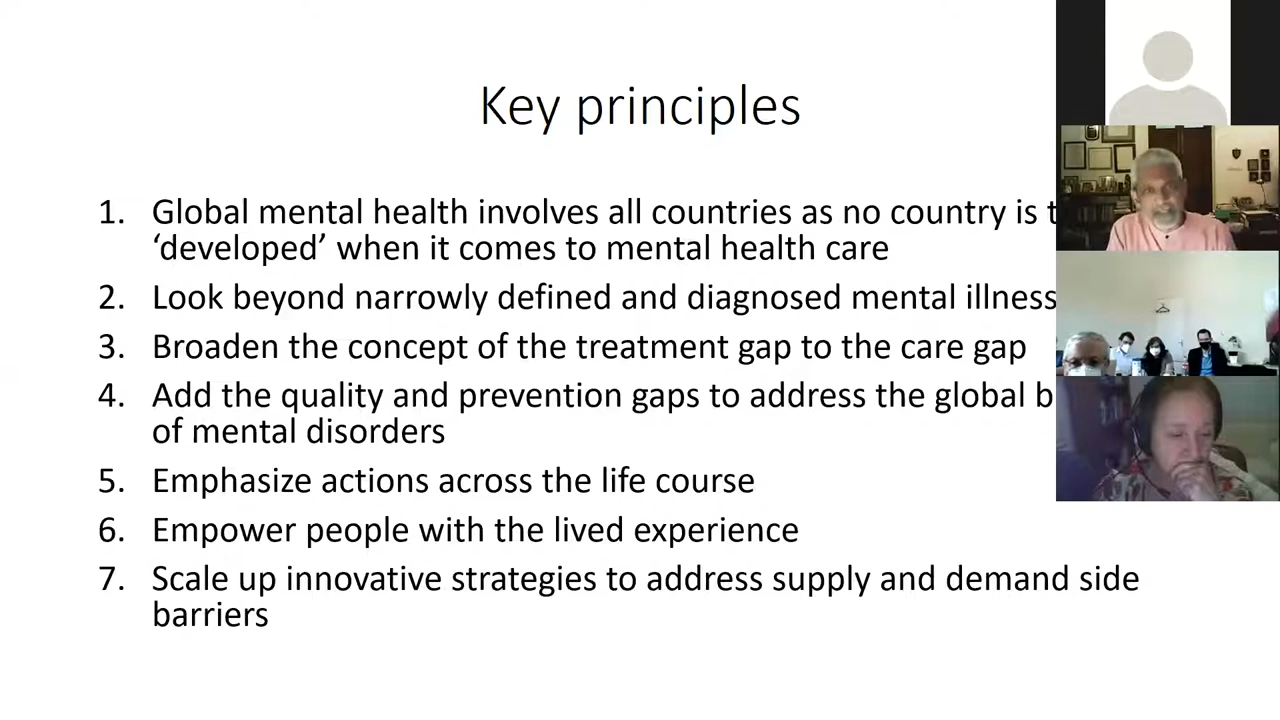 Key principles
1. Global mental health involves all countries as no country is
‘developed’ when it comes to mental health care
2. Look beyond narrowly defined and diagnosed mental illness
3. Broaden the concept of the treatment gap to the care gap
4. Add the quality and prevention gaps to address the global
of mental disorders
5. Emphasize actions across the life course
6. Empower people with the lived experience
7. Scale up innovative strategies to address supply and demand side
barriers